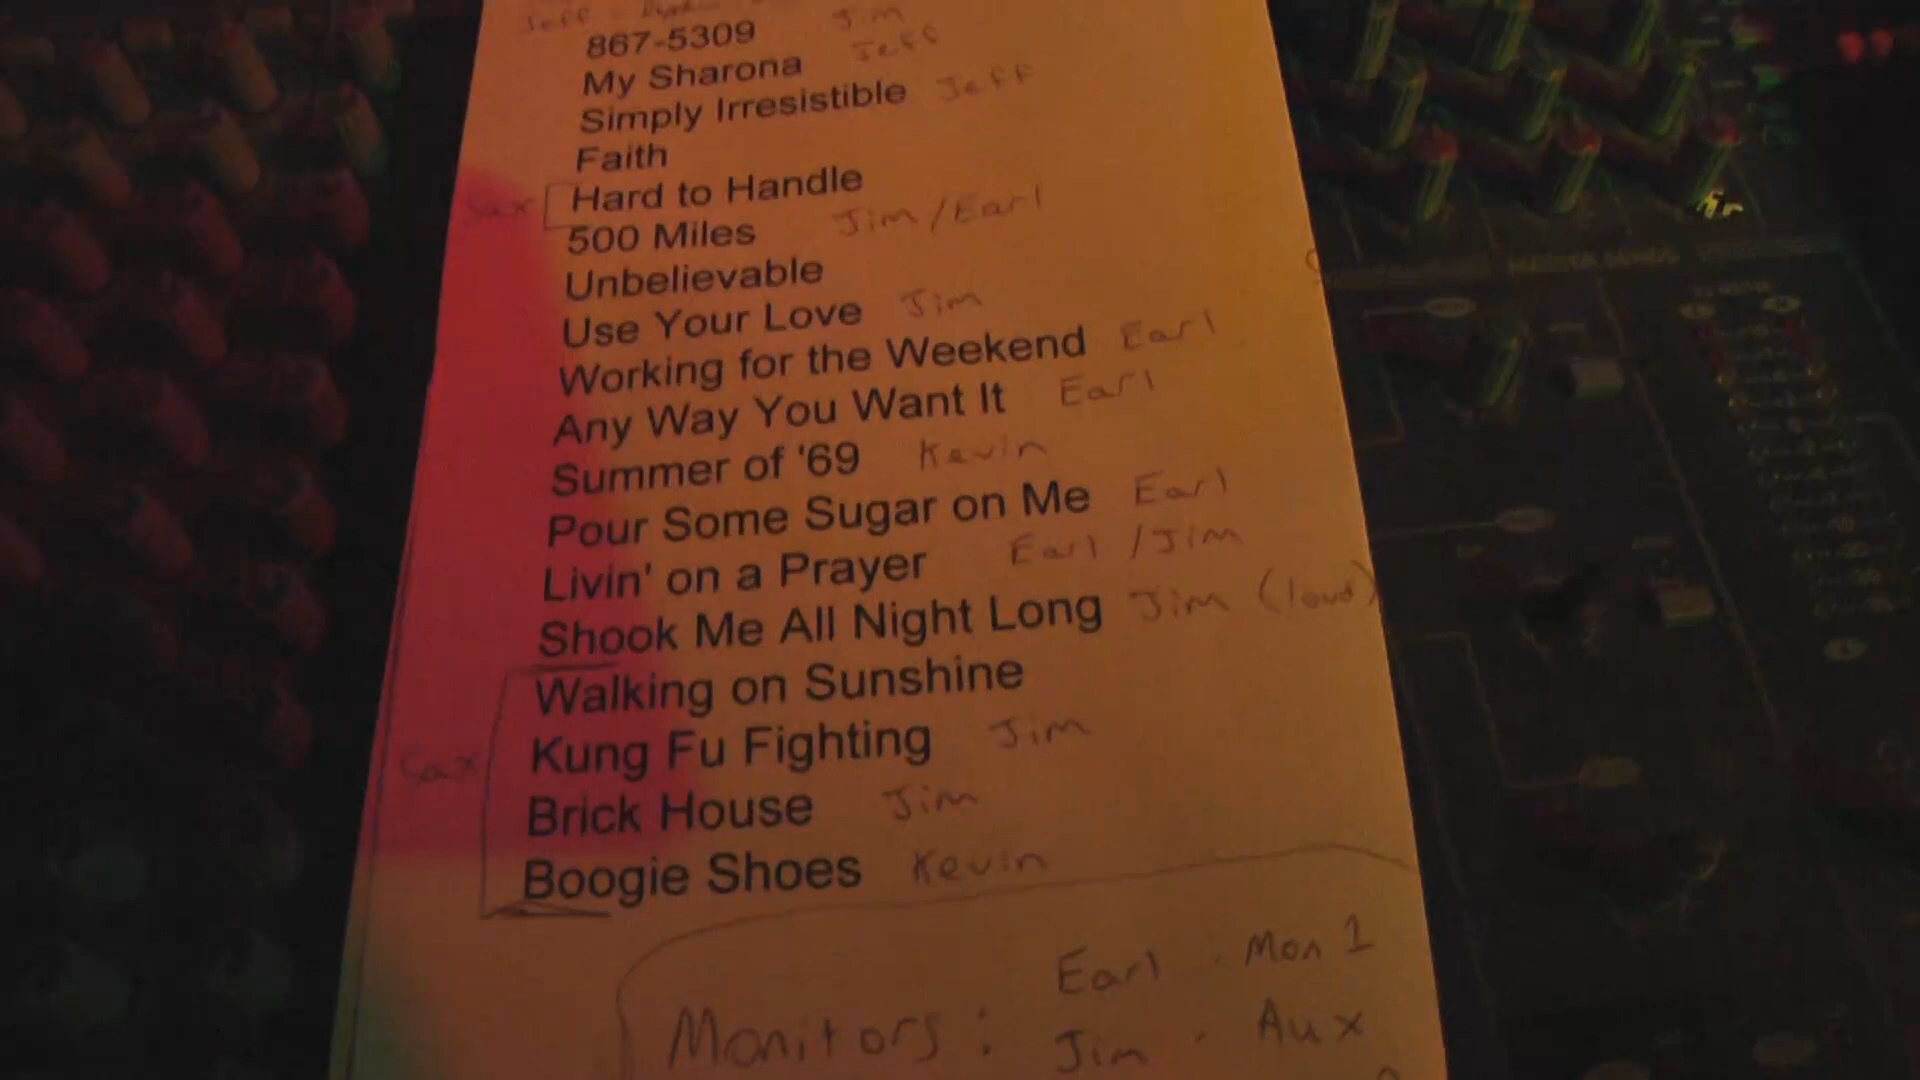 Jeff
867-5309 Jim
My Sharona Jeff
Simply Irresistible Jeff
Faith
Sax Hard to Handle
500 Miles Jim/Earl
Unbelievable
Use Your Love Jim
Working for the Weekend Earl
Any Way You Want It Earl
Summer of '69 Kevin
Pour Some Sugar on Me Earl
Livin' on a Prayer Earl/Jim
Shook Me All Night Long Jim (loud)
Walking on Sunshine
Sax Kung Fu Fighting Jim
Brick House Jim
Boogie Shoes Kevin
Earl - Mon 1
Monitors: Jim - Aux